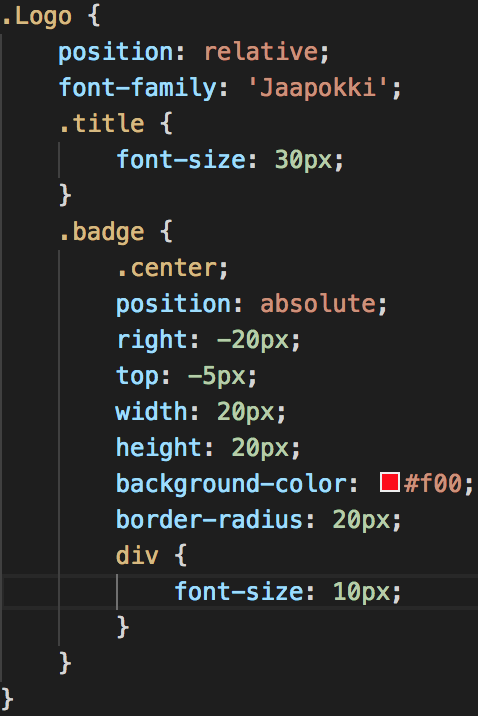 .Logo {
    position: relative;
    font-family: 'Jaapokki';
    .title {
        font-size: 30px;
    }
    .badge {
        .center;
        position: absolute;
        right: -20px;
        top: -5px;
        width: 20px;
        height: 20px;
        background-color: #f00;
        border-radius: 20px;
        div {
            font-size: 10px;
        }
    }
}